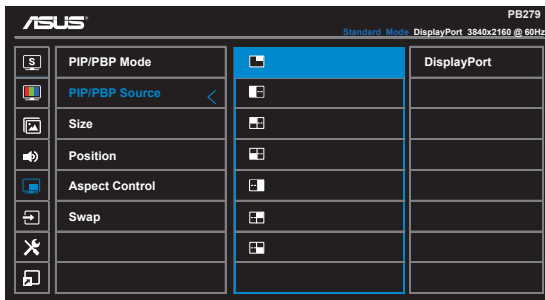 ASUS
PB279
Standard Mode DisplayPort 3840x2160 @ 60Hz
S
PIP/PBP Mode
DisplayPort
PIP/PBP Source
Size
Position
Aspect Control
Swap